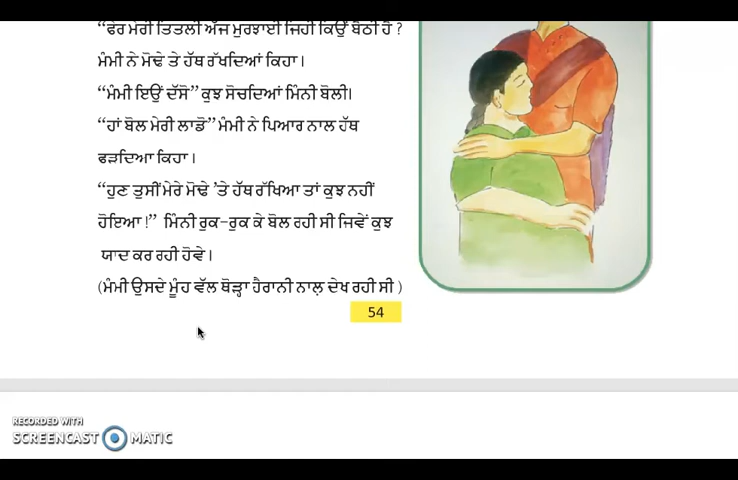 “ਫੇਰ ਮੇਰੀ ਤਿਤਲੀ ਅੱਜ ਮੁਰਝਾਈ ਜਿਹੀ ਕਿਉਂ ਬੈਠੀ ਹੈ ?
ਮੰਮੀ ਨੇ ਮੋਢੇ ਤੇ ਹੱਥ ਰੱਖਦਿਆਂ ਕਿਹਾ ।
“ਮੰਮੀ ਇਉਂ ਦੱਸੋ” ਕੁਝ ਸੋਚਦਿਆਂ ਮਿੰਨੀ ਬੋਲੀ।
“ਹਾਂ ਬੋਲ ਮੇਰੀ ਲਾਡੋ” ਮੰਮੀ ਨੇ ਪਿਆਰ ਨਾਲ ਹੱਥ
ਫੜਦਿਆ ਕਿਹਾ ।
“ਹੁਣ ਤੁਸੀਂ ਮੇਰੇ ਮੋਢੇ 'ਤੇ ਹੱਥ ਰੱਖਿਆ ਤਾਂ ਕੁਝ ਨਹੀਂ
ਹੋਇਆ !” ਮਿੰਨੀ ਰੁਕ-ਰੁਕ ਕੇ ਬੋਲ ਰਹੀ ਸੀ ਜਿਵੇਂ ਕੁਝ
ਯਾਦ ਕਰ ਰਹੀ ਹੋਵੇ ।
(ਮੰਮੀ ਉਸਦੇ ਮੂੰਹ ਵੱਲ ਥੋੜ੍ਹਾ ਹੈਰਾਨੀ ਨਾਲ਼ ਦੇਖ ਰਹੀ ਸੀ )
54
RECORDED WITH
SCREENCAST MATIC